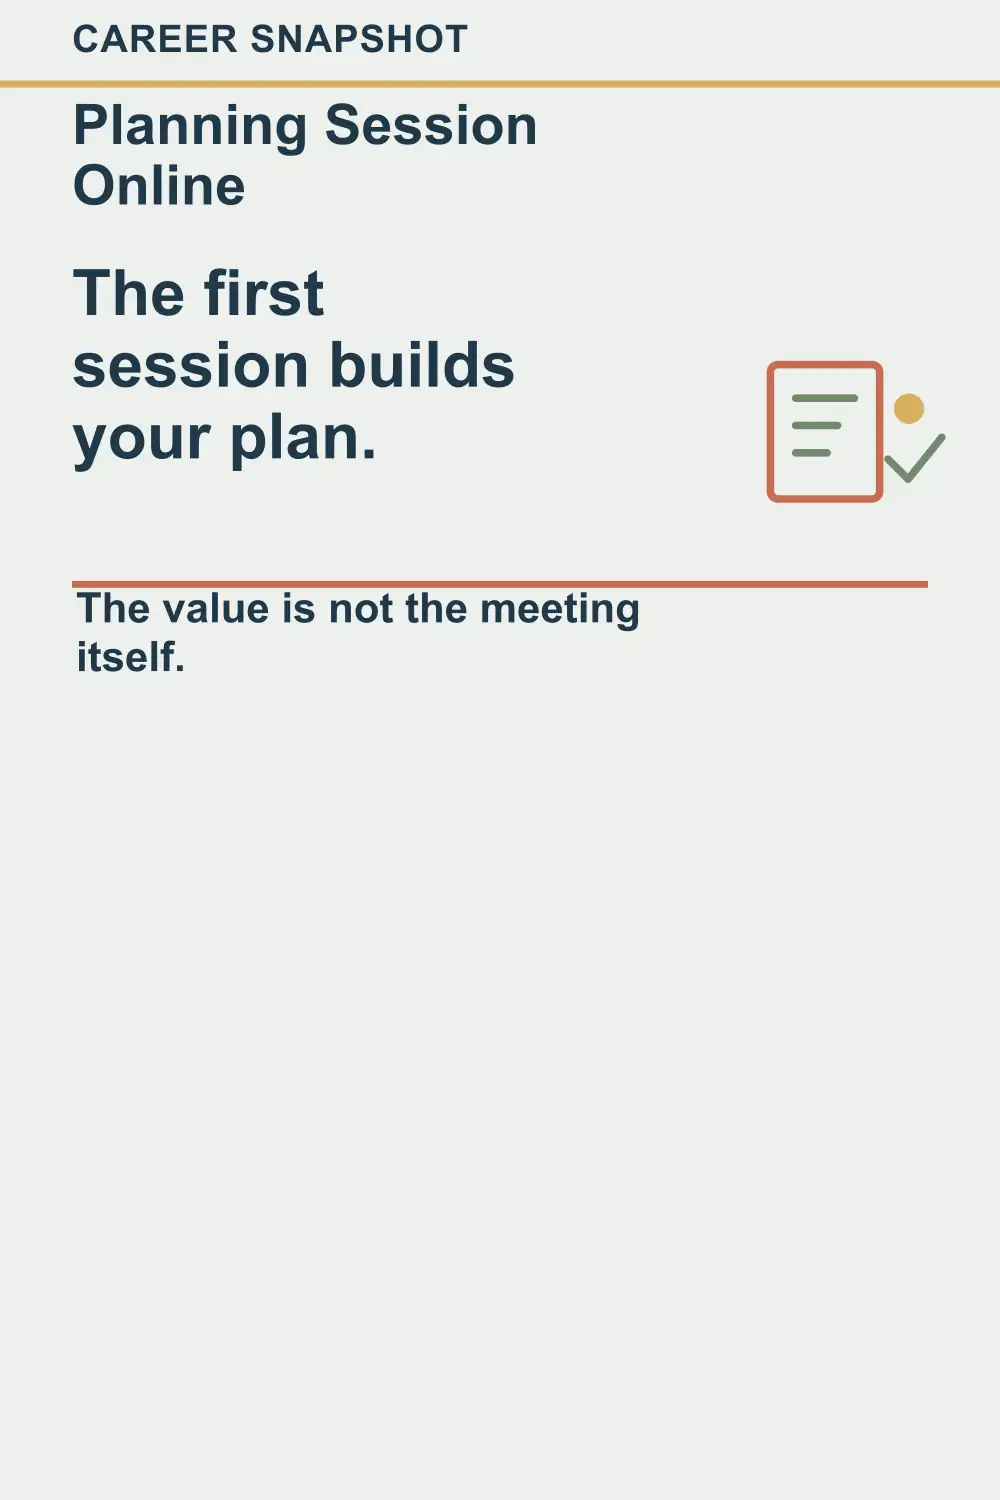 CAREER SNAPSHOT
Planning Session
Online
The first
session builds
your plan.
The value is not the meeting
itself.